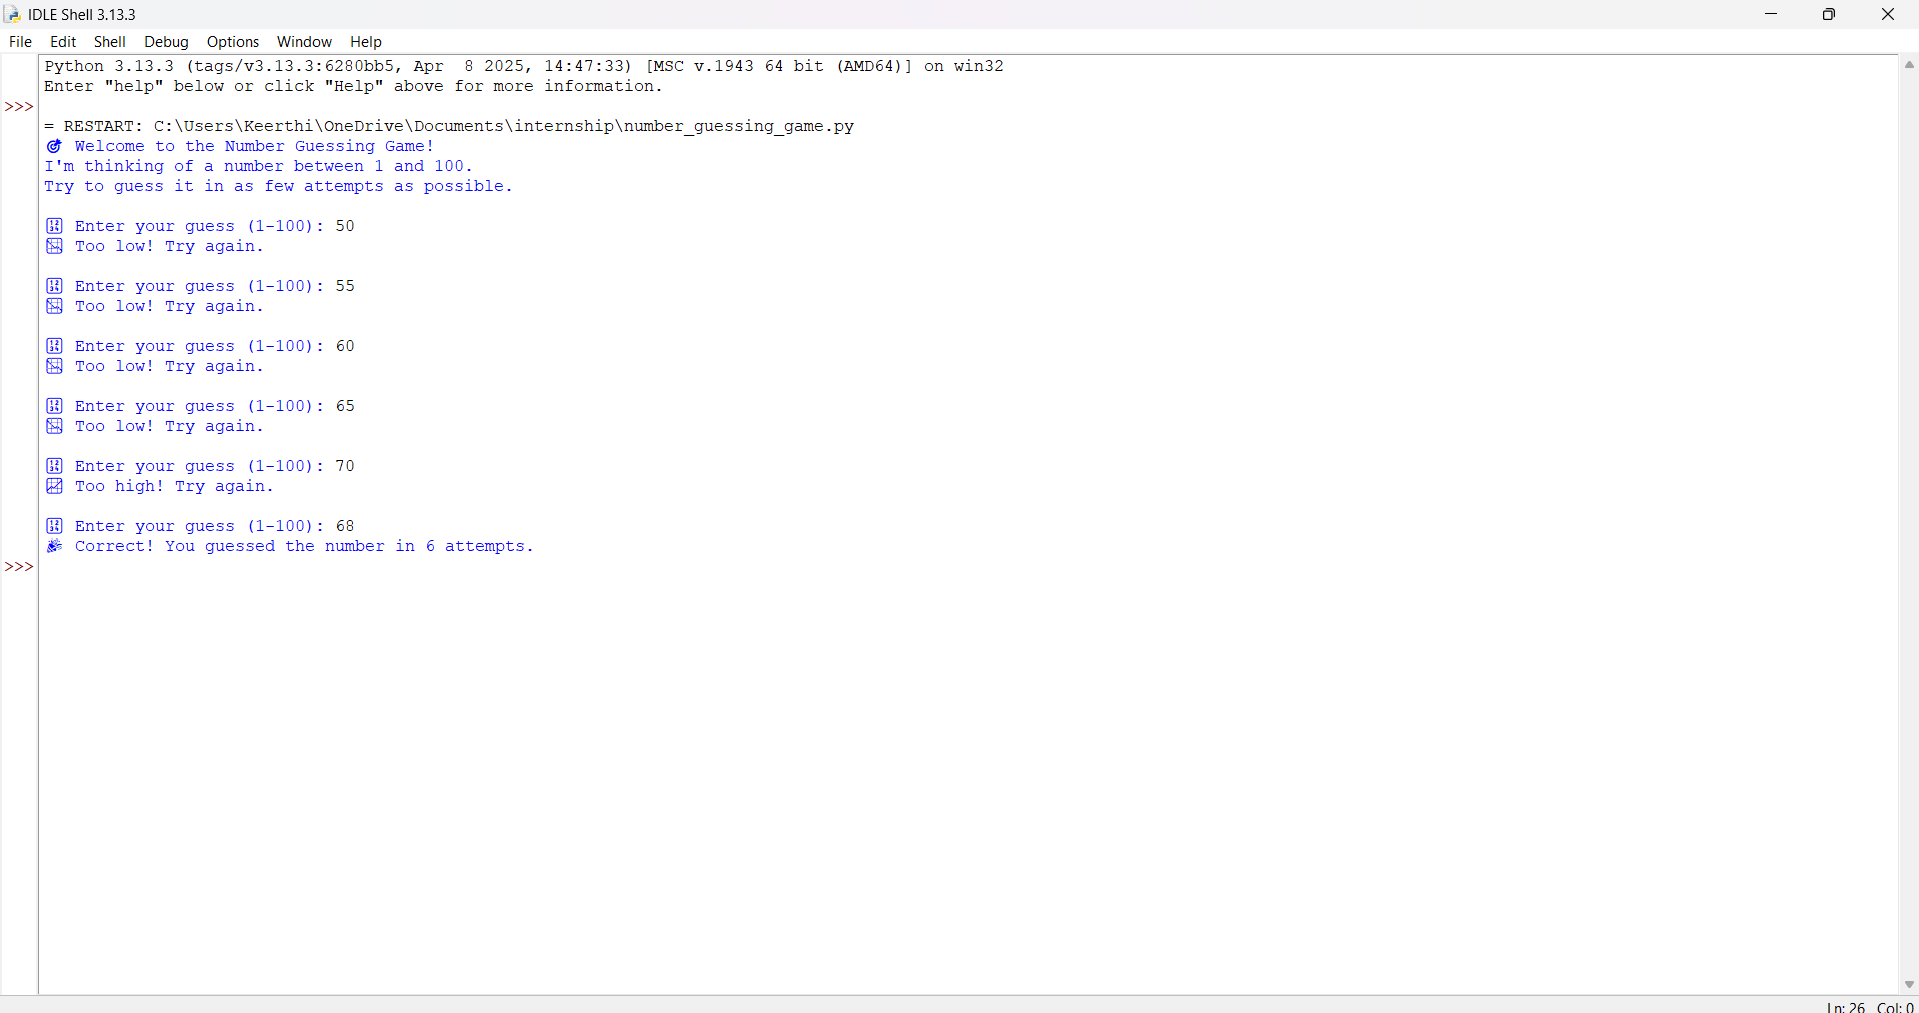 IDLE Shell 3.13.3
File Edit Shell Debug Options Window Help
Python 3.13.3 (tags/v3.13.3:6280bb5, Apr  8 2025, 14:47:33) [MSC v.1943 64 bit (AMD64)] on win32
Enter "help" below or click "Help" above for more information.
>>>
= RESTART: C:\Users\Keerthi\OneDrive\Documents\internship\number_guessing_game.py
🎯 Welcome to the Number Guessing Game!
I'm thinking of a number between 1 and 100.
Try to guess it in as few attempts as possible.
🔢 Enter your guess (1-100): 50
📉 Too low! Try again.
🔢 Enter your guess (1-100): 55
📉 Too low! Try again.
🔢 Enter your guess (1-100): 60
📉 Too low! Try again.
🔢 Enter your guess (1-100): 65
📉 Too low! Try again.
🔢 Enter your guess (1-100): 70
📈 Too high! Try again.
🔢 Enter your guess (1-100): 68
🎉 Correct! You guessed the number in 6 attempts.
>>>
Ln: 26 Col: 0